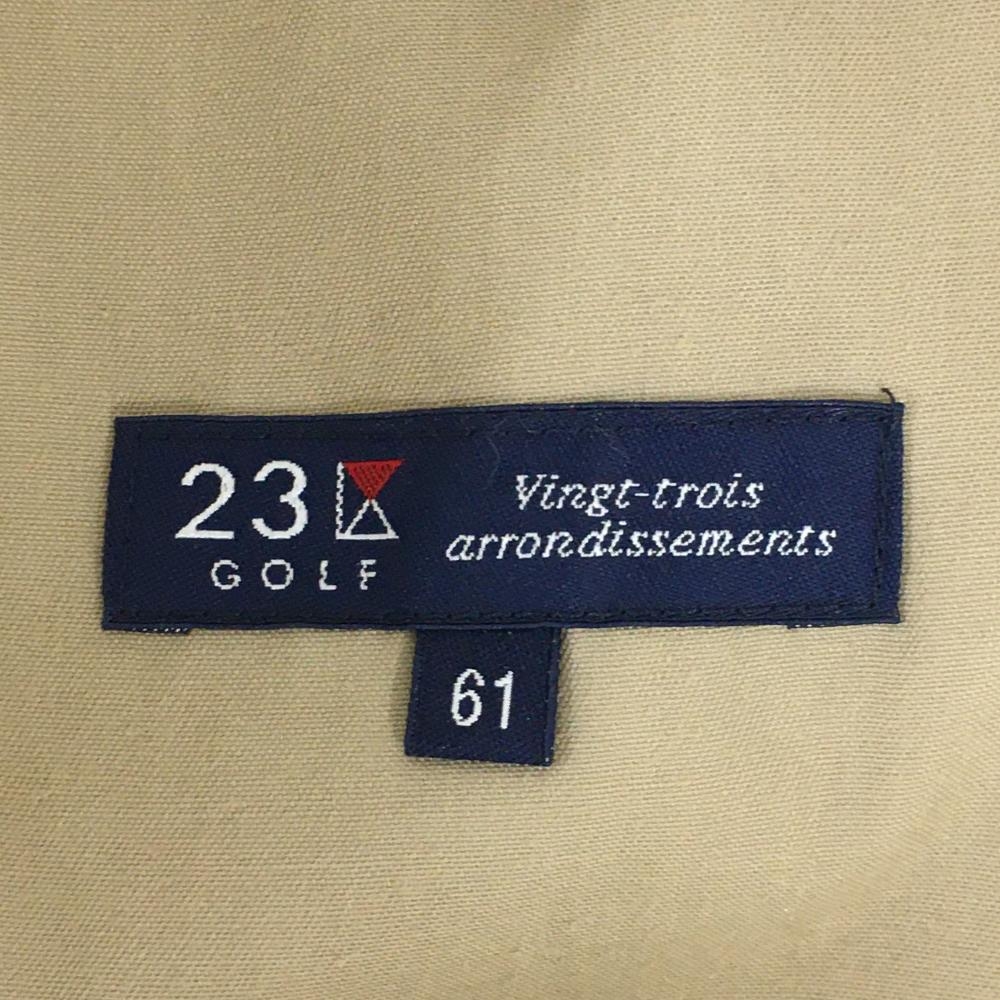 23
GOLF
Vingt-trois
arrondissements
61